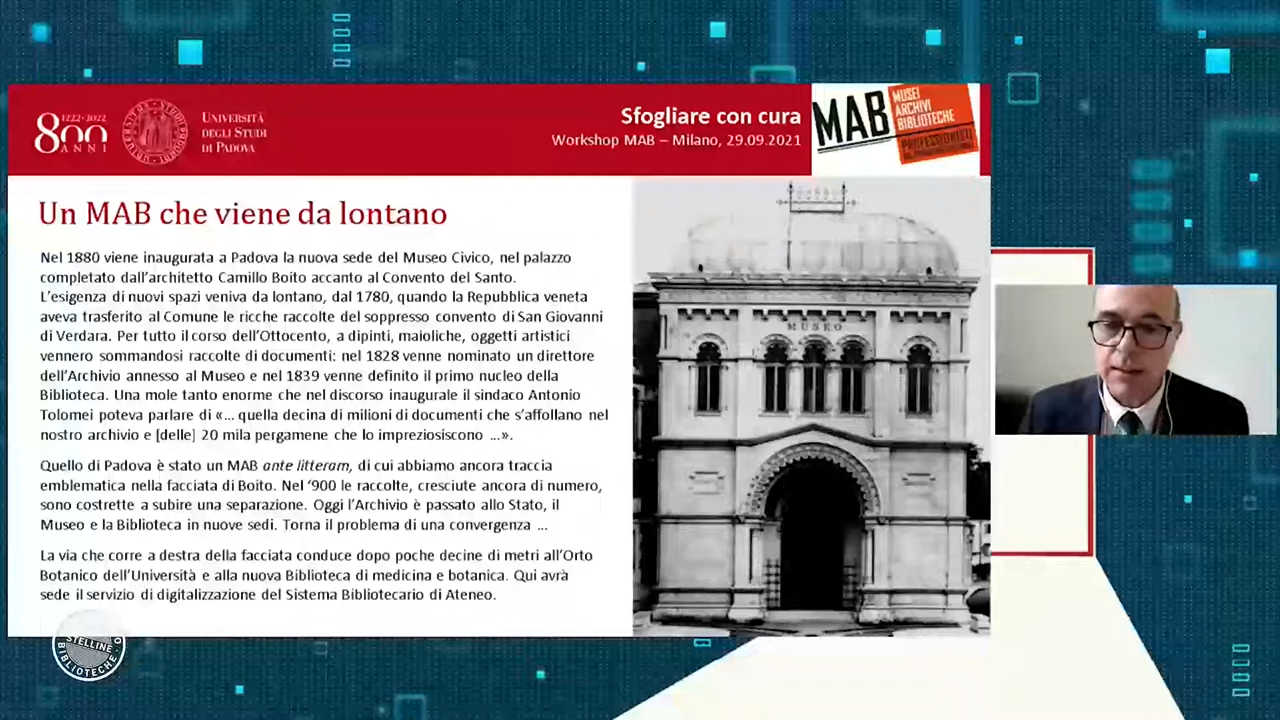 1222·2022
800
ANNI
UNIVERSITÀ
DEGLI STUDI
DI PADOVA
Sfogliare con cura
Workshop MAB – Milano, 29.09.2021
MAB
MUSEI
ARCHIVI
BIBLIOTECHE
PROFESSIONISTI
Un MAB che viene da lontano
Nel 1880 viene inaugurata a Padova la nuova sede del Museo Civico, nel palazzo
completato dall'architetto Camillo Boito accanto al Convento del Santo.
L'esigenza di nuovi spazi veniva da lontano, dal 1780, quando la Repubblica veneta
aveva trasferito al Comune le ricche raccolte del soppresso convento di San Giovanni
di Verdara. Per tutto il corso dell'Ottocento, a dipinti, maioliche, oggetti artistici
vennero sommandosi raccolte di documenti: nel 1828 venne nominato un direttore
dell'Archivio annesso al Museo e nel 1839 venne definito il primo nucleo della
Biblioteca. Una mole tanto enorme che nel discorso inaugurale il sindaco Antonio
Tolomei poteva parlare di «... quella decina di milioni di documenti che s'affollano nel
nostro archivio e [delle] 20 mila pergamene che lo impreziosiscono ...».
Quello di Padova è stato un MAB ante litteram, di cui abbiamo ancora traccia
emblematica nella facciata di Boito. Nel '900 le raccolte, cresciute ancora di numero,
sono costrette a subire una separazione. Oggi l'Archivio è passato allo Stato, il
Museo e la Biblioteca in nuove sedi. Torna il problema di una convergenza ...
La via che corre a destra della facciata conduce dopo poche decine di metri all'Orto
Botanico dell'Università e alla nuova Biblioteca di medicina e botanica. Qui avrà
sede il servizio di digitalizzazione del Sistema Bibliotecario di Ateneo.
MUSEO
STELLINE
BIBLIOTECHE